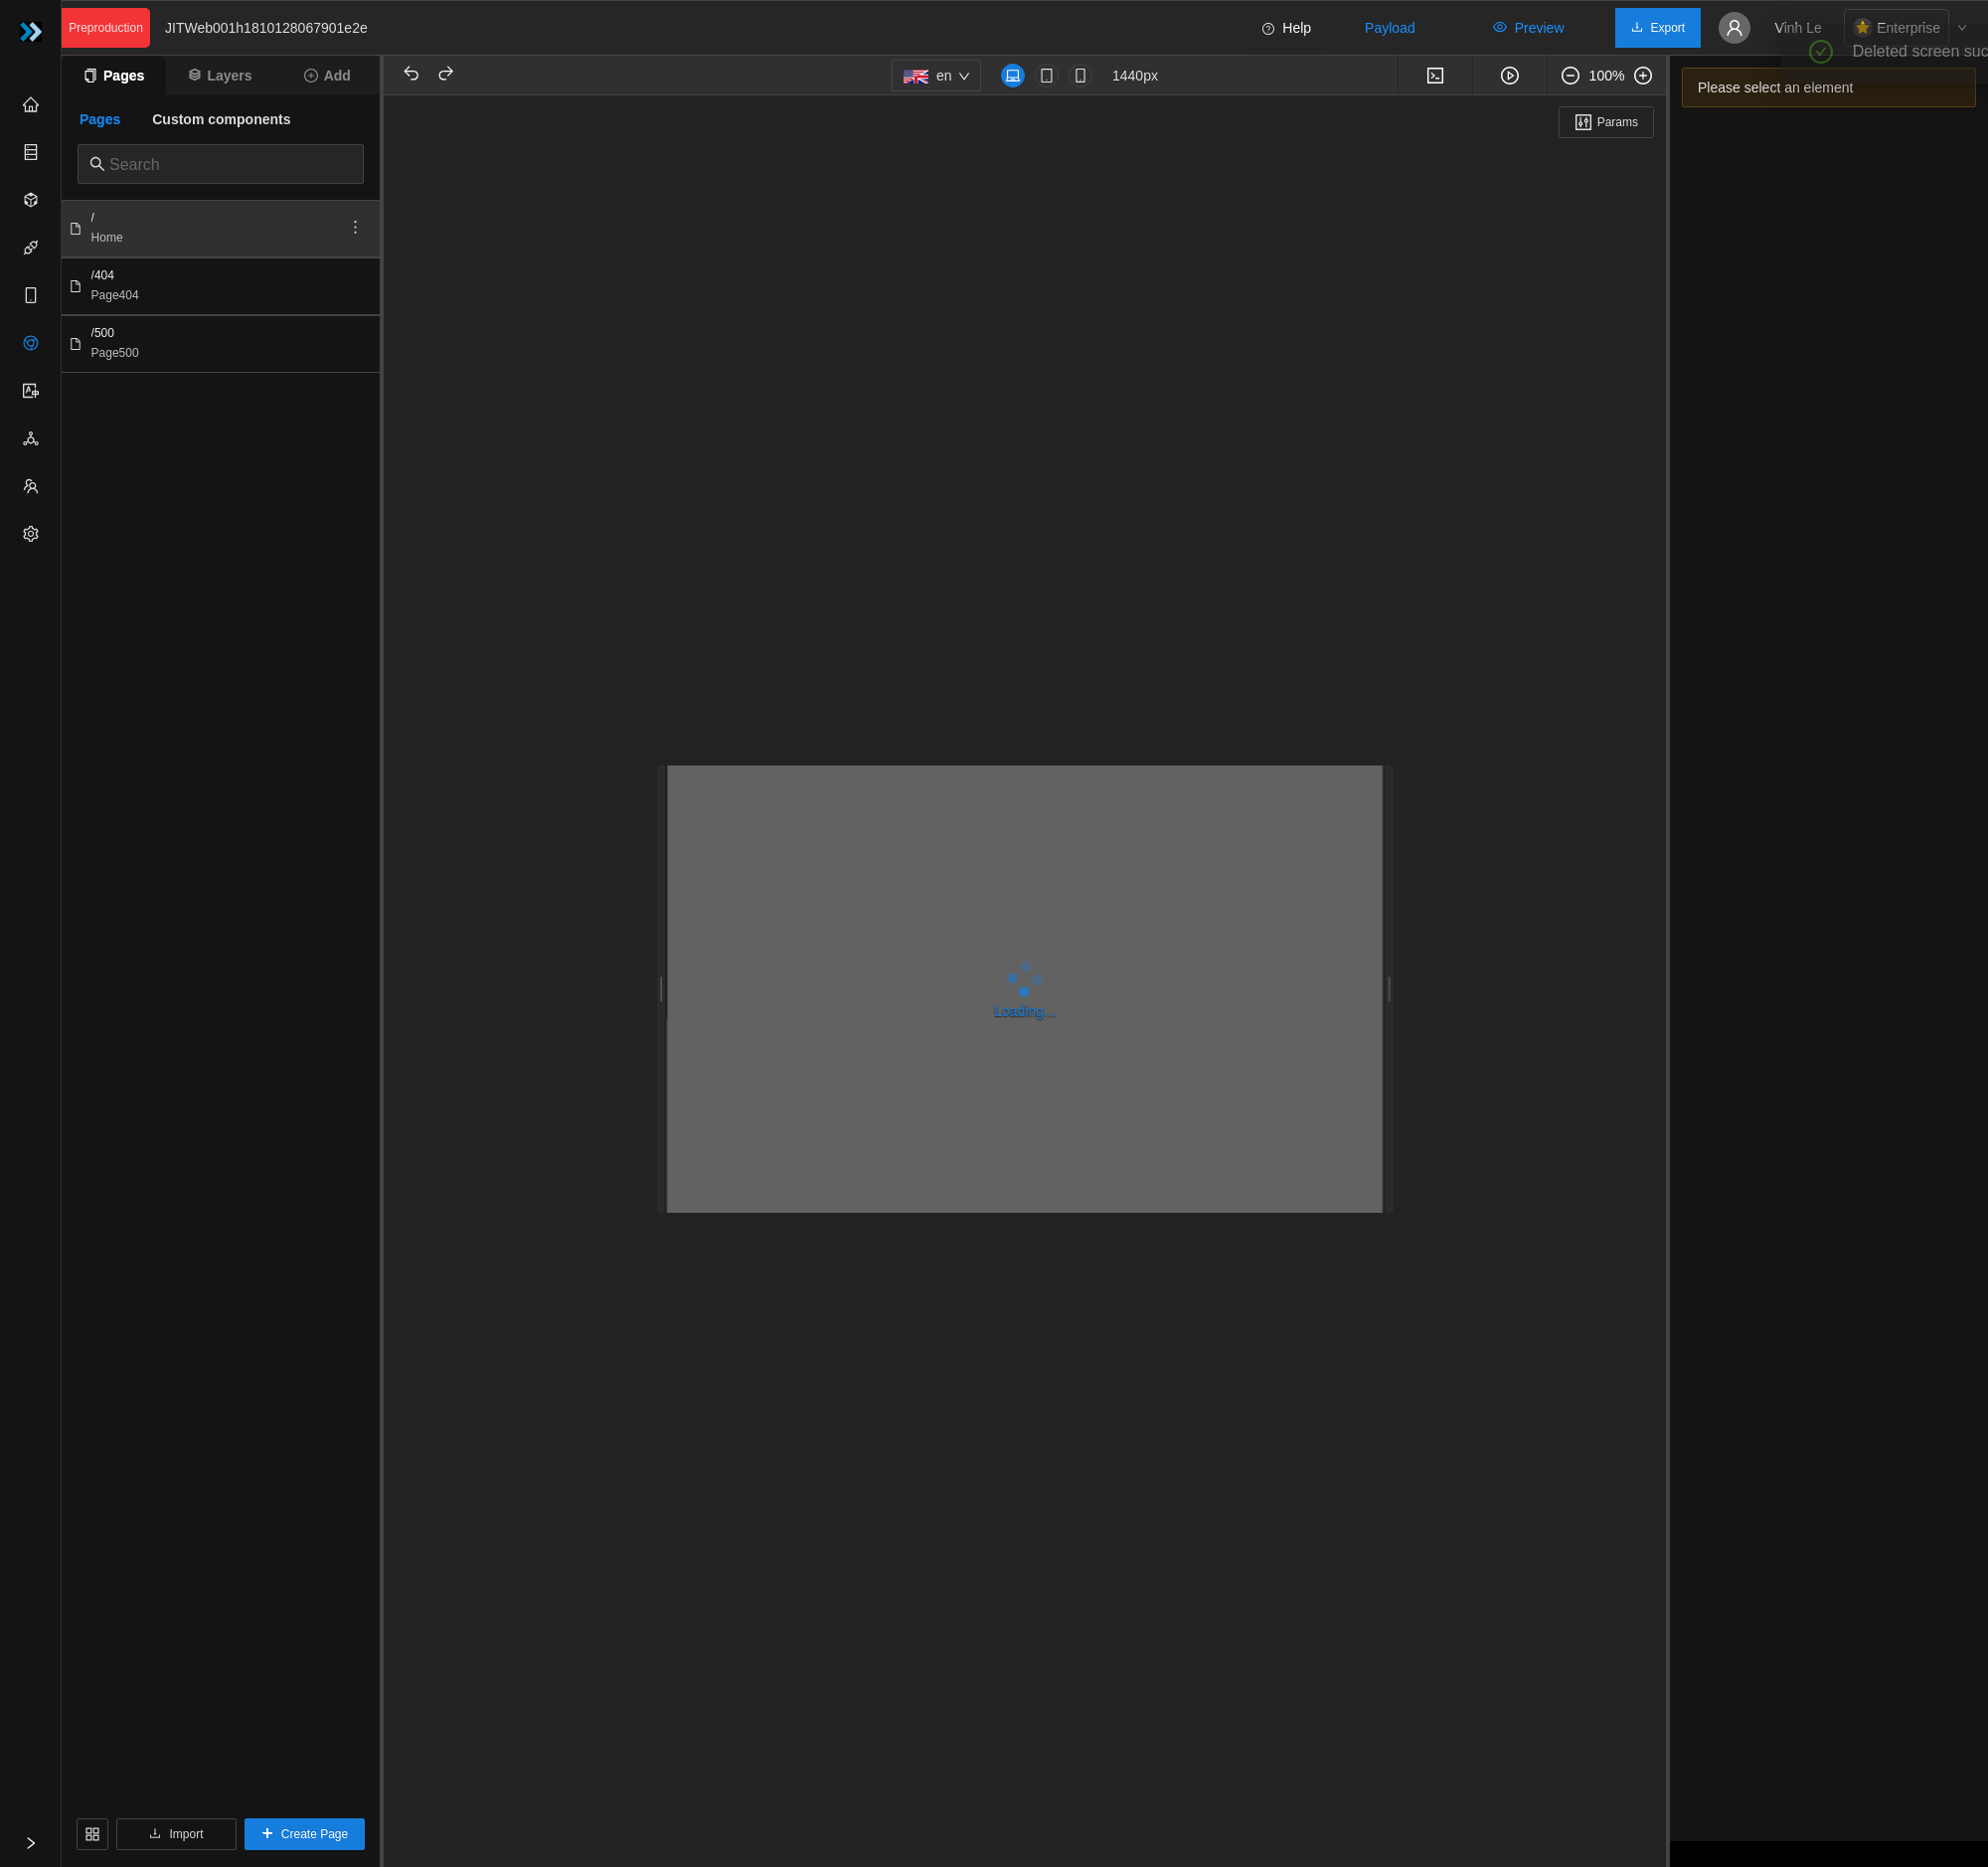 Preproduction
JITWeb001h1810128067901e2e
Help
Payload
Preview
Export
Vinh Le
Enterprise
Deleted screen suc
Pages
Layers
Add
en
1440px
100%
Please select an element
Pages
Custom components
Params
Search
/
Home
/404
Page404
/500
Page500
Loading...
Import
Create Page